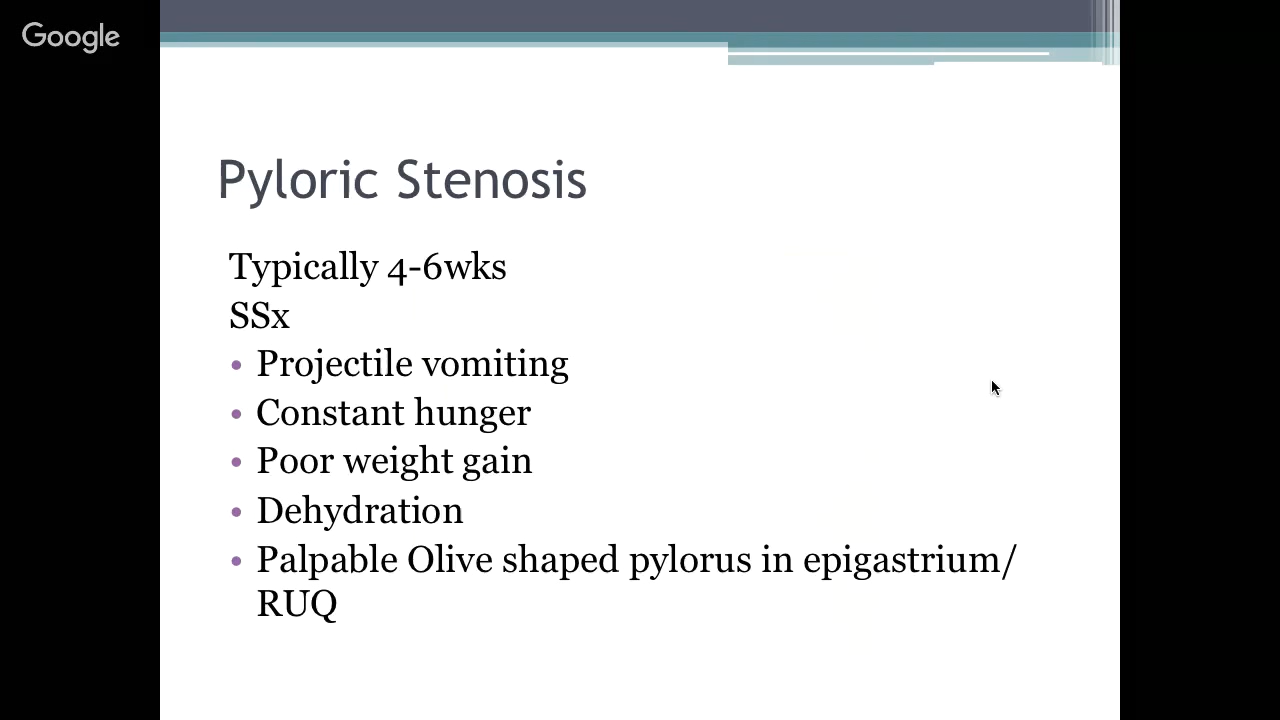 Google
Pyloric Stenosis
Typically 4-6wks
SSx
• Projectile vomiting
• Constant hunger
• Poor weight gain
• Dehydration
• Palpable Olive shaped pylorus in epigastrium/
RUQ